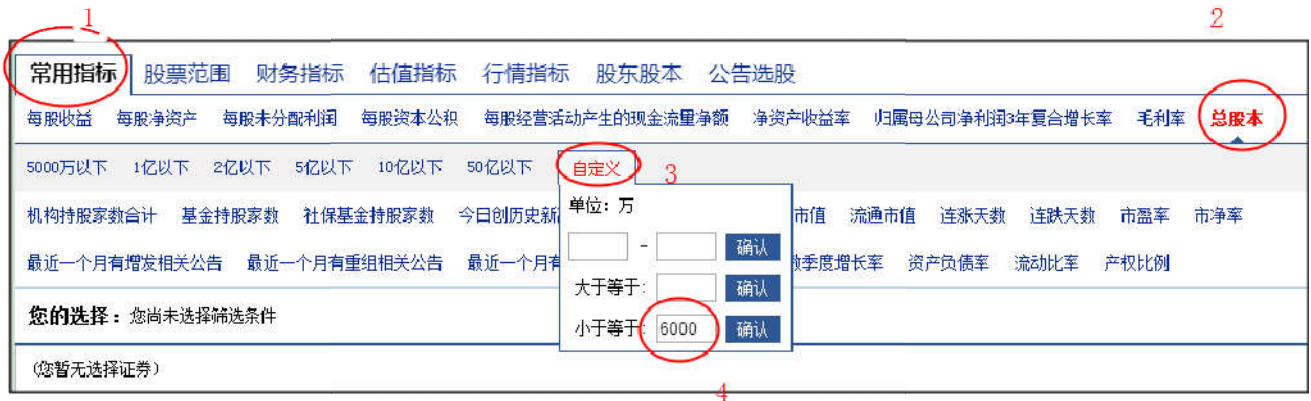 1
2
常用指标 股票范围 财务指标 估值指标 行情指标 股东股本 公告选股
每股收益 每股净资产 每股未分配利润 每股资本公积 每股经营活动产生的现金流量净额 净资产收益率 归属母公司净利润3年复合增长率 毛利率 总股本
5000万以下 1亿以下 2亿以下 5亿以下 10亿以下 50亿以下 自定义 3
机构持股家数合计 基金持股家数 社保基金持股家数 今日创历史新 单位：万 市值 流通市值 连涨天数 连跌天数 市盈率 市净率
- 确认
最近一个月有增发相关公告 最近一个月有重组相关公告 最近一个月有 季度增长率 资产负债率 流动比率 产权比例
大于等于: 确认
您的选择：您尚未选择筛选条件
小于等于: 6000 确认
(您暂无选择证券)
4